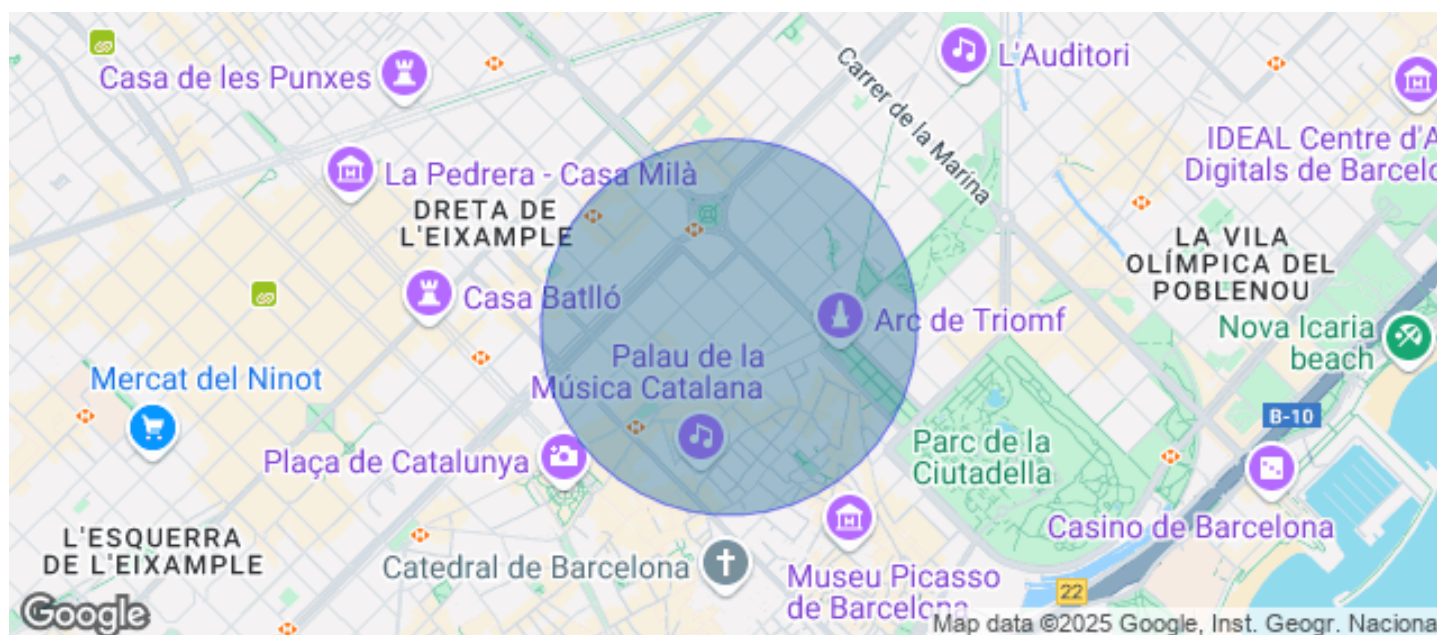 L'Auditori
Casa de les Punxes
Carrer de la Marina
IDEAL Centre d'A
Digitals de Barcelo
La Pedrera - Casa Milà
DRETA DE
L'EIXAMPLE
LA VILA
OLÍMPICA DEL
POBLENOU
Casa Batlló
Arc de Triomf
Nova Icaria
beach
Palau de la
Música Catalana
Mercat del Ninot
B-10
Plaça de Catalunya
Parc de la
Ciutadella
Casino de Barcelona
L'ESQUERRA
DE L'EIXAMPLE
Catedral de Barcelona
Museu Picasso
de Barcelona
22
Google
Map data ©2025 Google, Inst. Geogr. Naciona